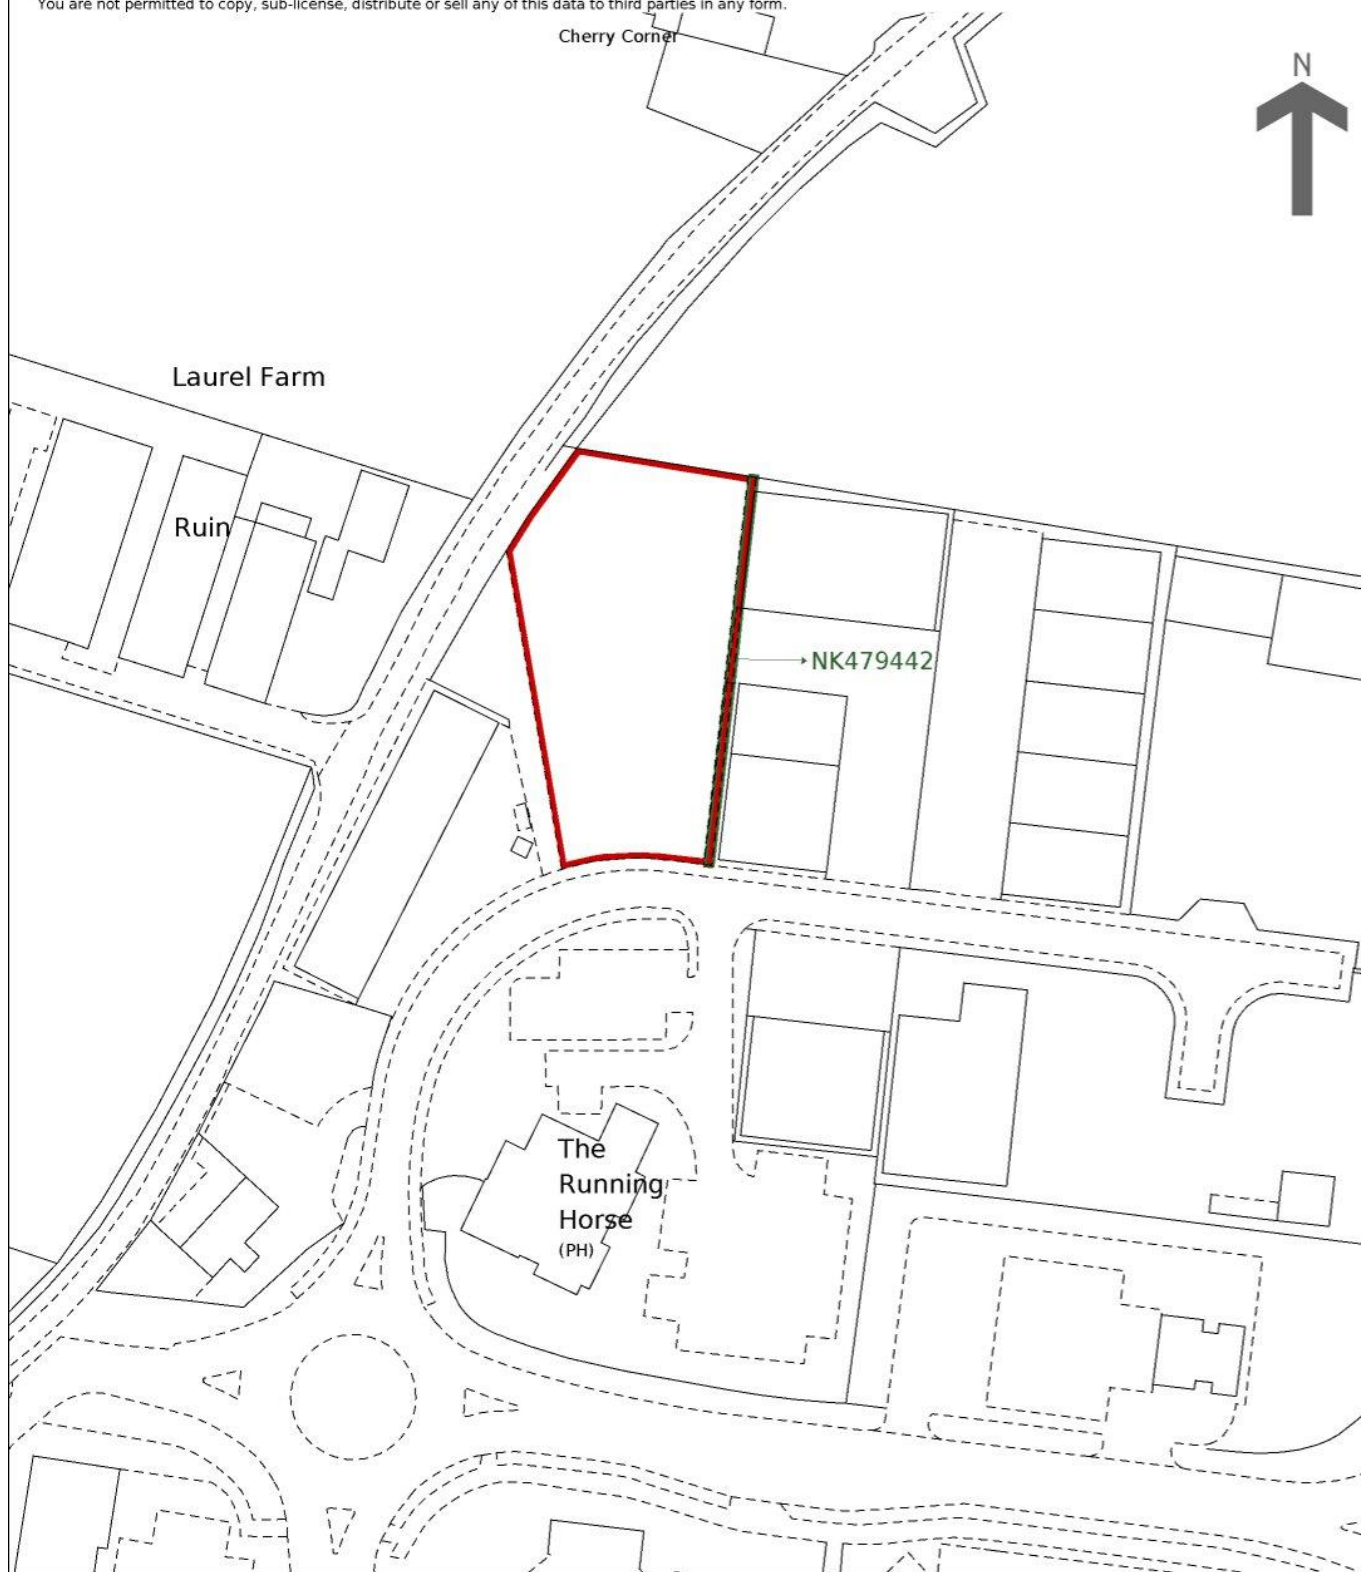 You are not permitted to copy, sub-license, distribute or sell any of this data to third parties in any form.
Cherry Corner
N
Laurel Farm
Ruin
NK479442
The
Running
Horse
(PH)